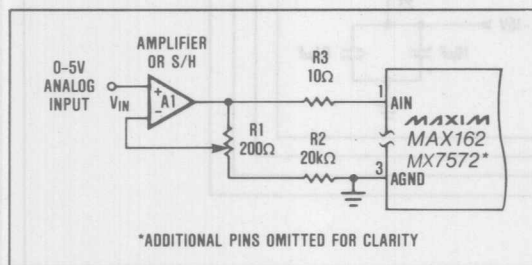 AMPLIFIER
OR S/H
0–5V
ANALOG
INPUT
VIN
+
−
A1
R1
200Ω
R3
10Ω
R2
20kΩ
1
AIN
MAXIM
MAX162
MX7572*
3
AGND
*ADDITIONAL PINS OMITTED FOR CLARITY